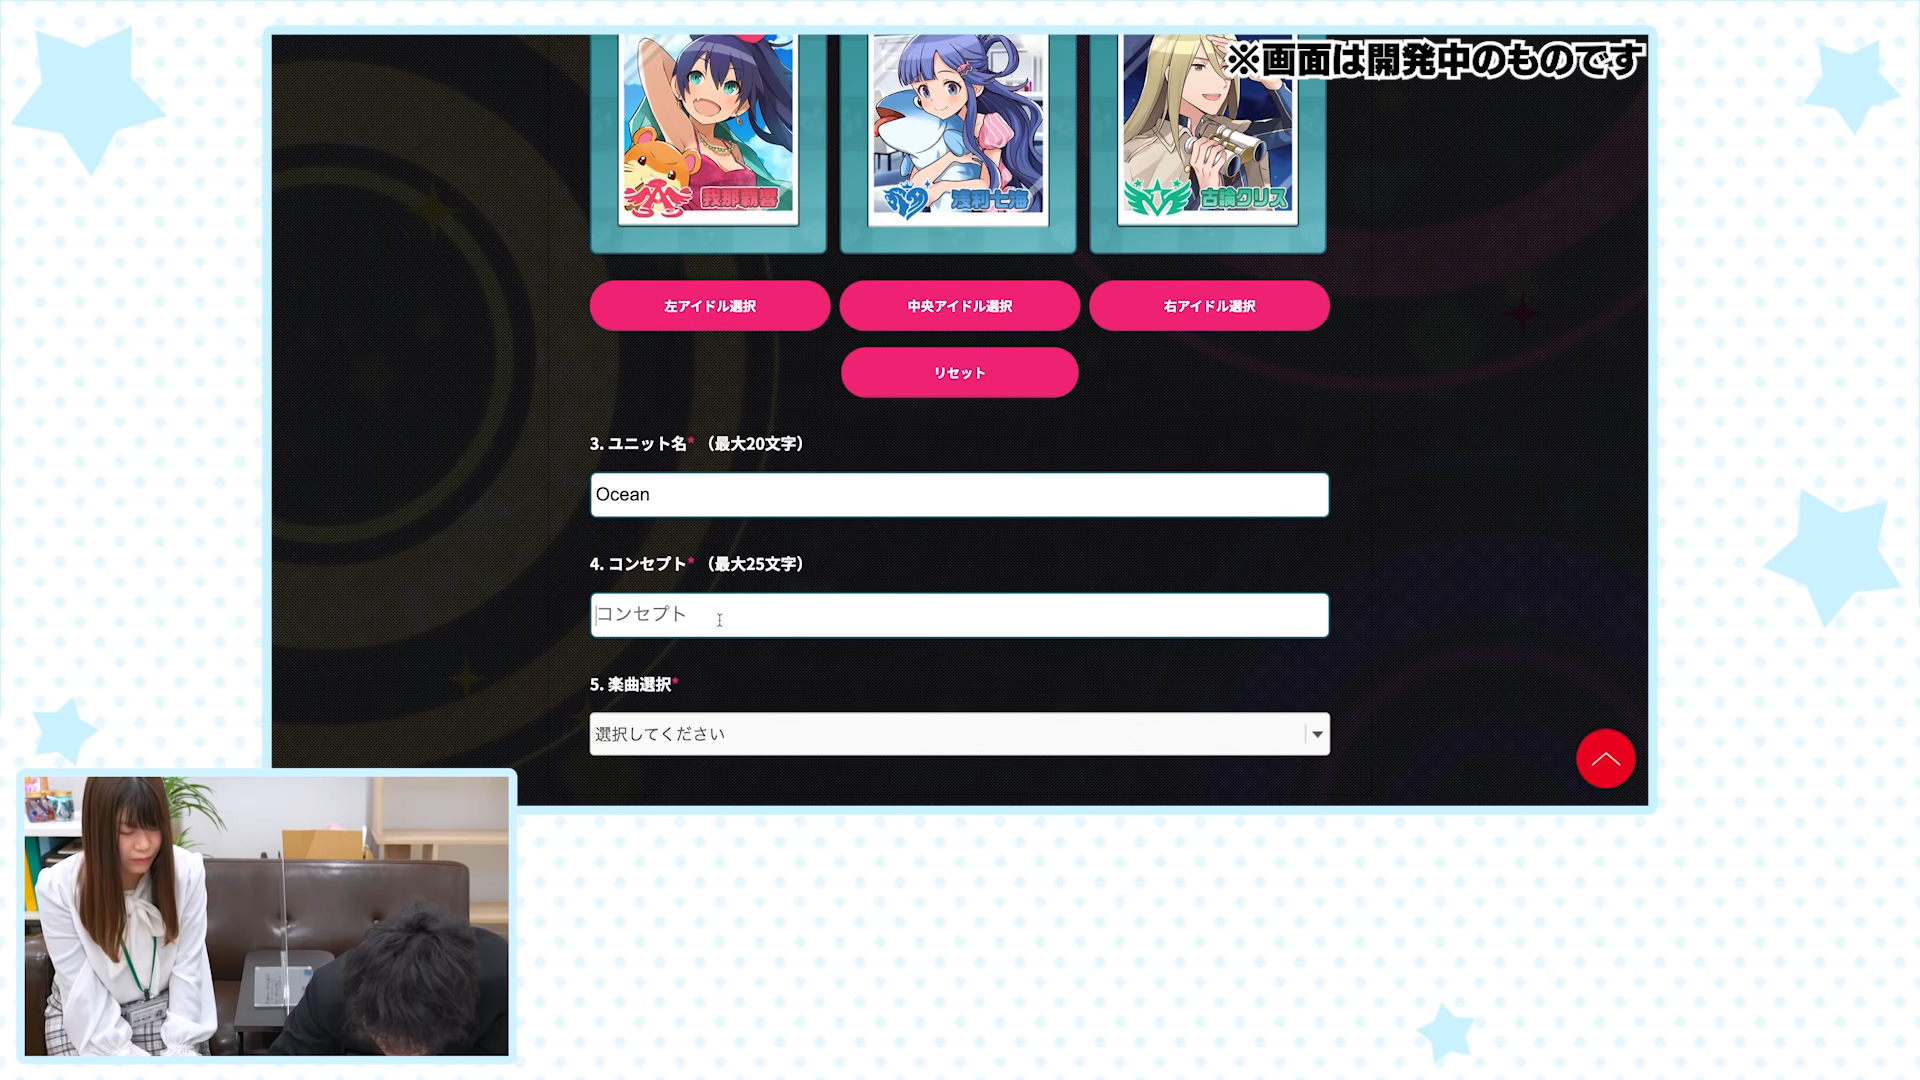 ※画面は開発中のものです
我那覇響
浅利七海
古論クリス
左アイドル選択
中央アイドル選択
右アイドル選択
リセット
3. ユニット名* （最大20文字）
Ocean
4. コンセプト* （最大25文字）
コンセプト
5. 楽曲選択*
選択してください